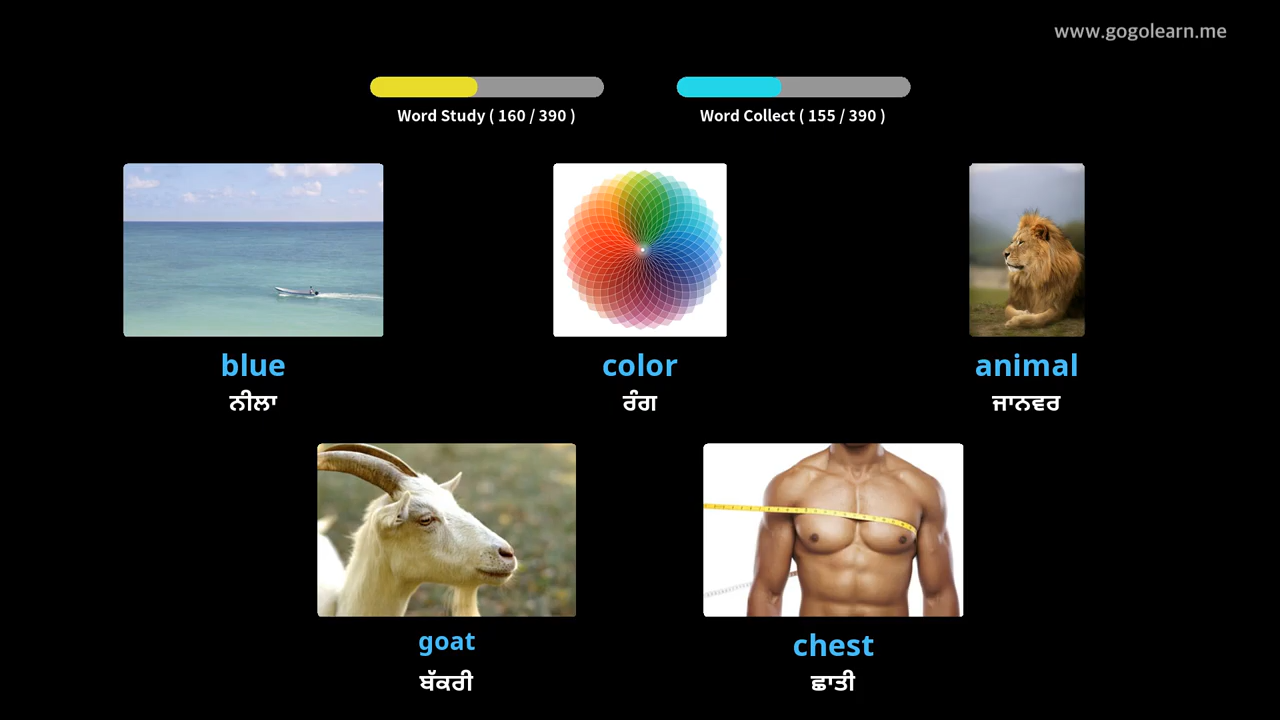 www.gogolearn.me
Word Study ( 160 / 390 )
Word Collect ( 155 / 390 )
blue
ਨੀਲਾ
color
ਰੰਗ
animal
ਜਾਨਵਰ
goat
ਬੱਕਰੀ
chest
ਛਾਤੀ